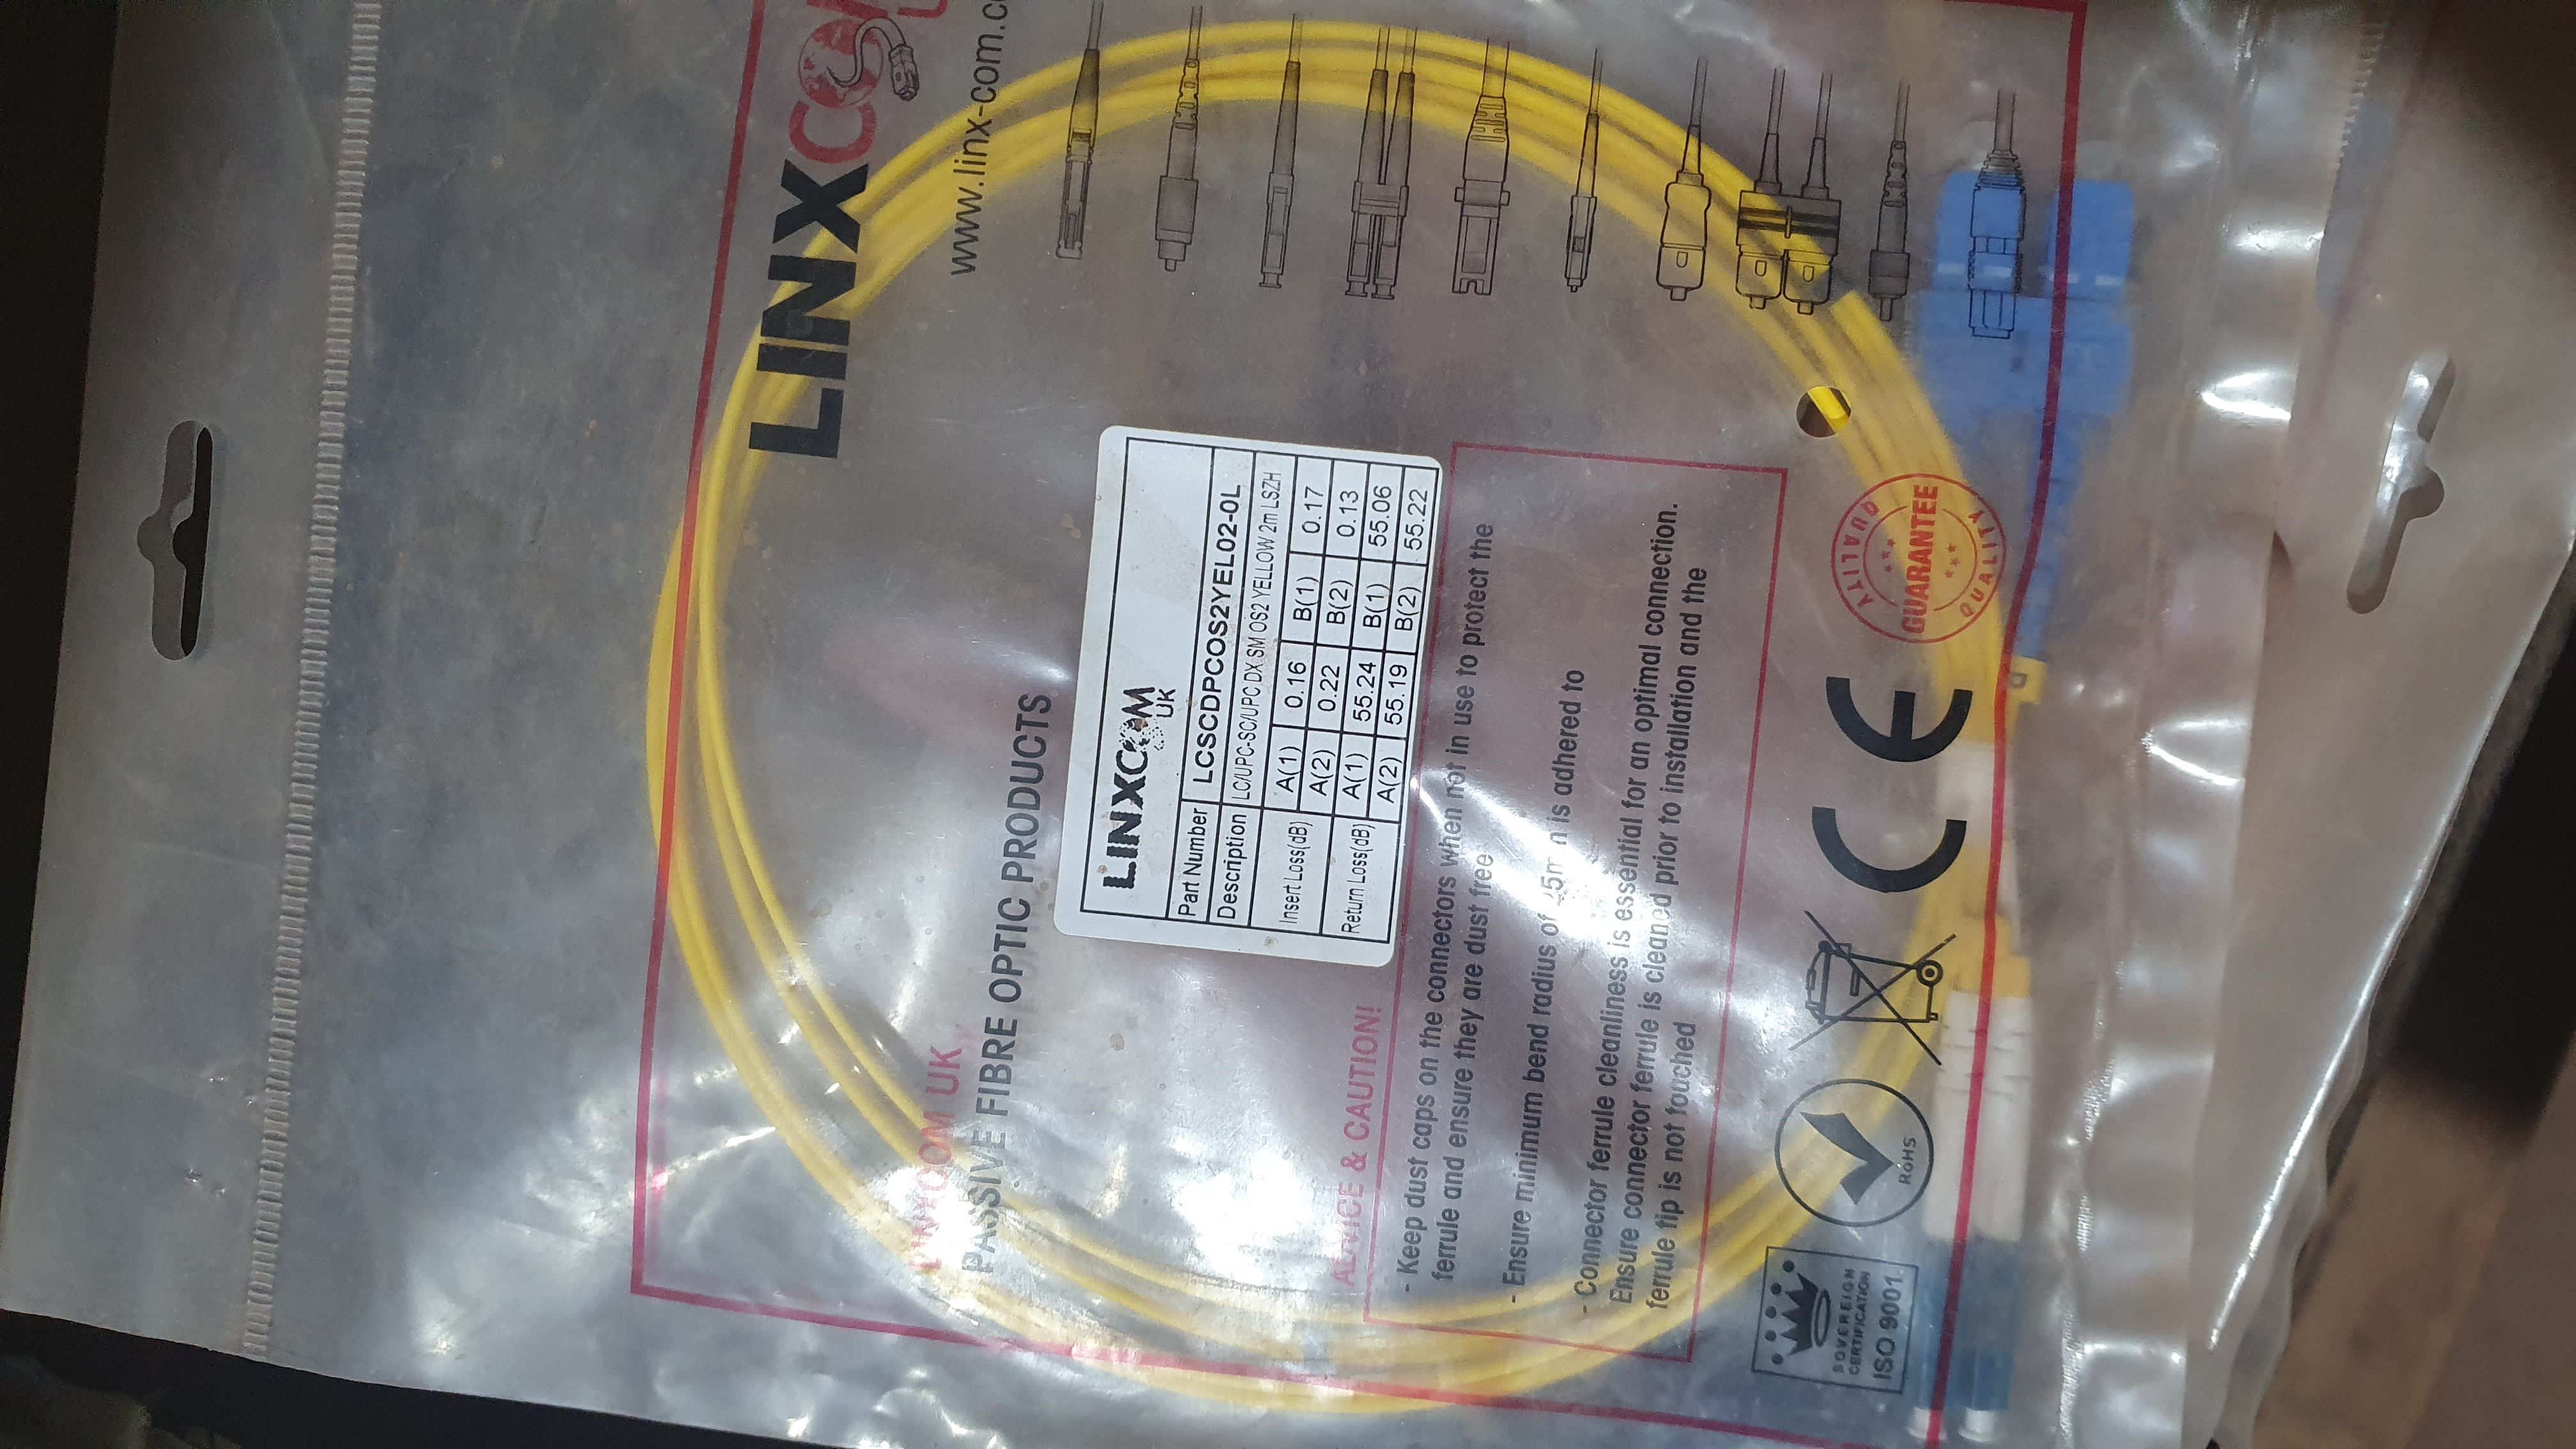 LINXCO
www.linx-com.c
LINXCOM UK
PASSIVE FIBRE OPTIC PRODUCTS
LINXCOM
UK
Part Number LCSCDPCOS2YEL02-0L
Description LC/UPC-SC/UPC DX SM OS2 YELLOW 2m LSZH
Insert Loss(dB) A(1) 0.16 B(1) 0.17
A(2) 0.22 B(2) 0.13
Return Loss(dB) A(1) 55.24 B(1) 55.06
A(2) 55.19 B(2) 55.22
ADVICE & CAUTION!
- Keep dust caps on the connectors when not in use to protect the
ferrule and ensure they are dust free
- Ensure minimum bend radius of is adhered to
- Connector ferrule cleanliness is essential for an optimal connection.
Ensure connector ferrule is cleaned prior to installation and the
ferrule tip is not touched
SOVEREIGN
CERTIFICATION
ISO 9001
RoHS
CE
QUALITY
GUARANTEE
QUALITY